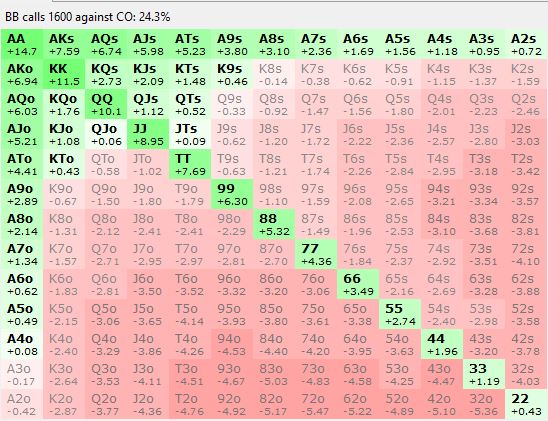 BB calls 1600 against CO: 24.3%
AA AKs AQs AJs ATs A9s A8s A7s A6s A5s A4s A3s A2s
+14.7 +7.59 +6.74 +5.98 +5.23 +3.80 +3.10 +2.36 +1.69 +1.56 +1.18 +0.95 +0.72
AKo KK KQs KJs KTs K9s K8s K7s K6s K5s K4s K3s K2s
+6.94 +11.5 +2.73 +2.09 +1.48 +0.46 -0.14 -0.38 -0.62 -0.91 -1.15 -1.37 -1.59
AQo KQo QQ QJs QTs Q9s Q8s Q7s Q6s Q5s Q4s Q3s Q2s
+6.03 +1.76 +10.1 +1.12 +0.52 -0.33 -0.92 -1.47 -1.56 -1.80 -2.01 -2.23 -2.46
AJo KJo QJo JJ JTs J9s J8s J7s J6s J5s J4s J3s J2s
+5.21 +1.08 +0.06 +8.95 +0.09 -0.62 -1.20 -1.72 -2.22 -2.36 -2.57 -2.80 -3.03
ATo KTo QTo JTo TT T9s T8s T7s T6s T5s T4s T3s T2s
+4.41 +0.43 -0.58 -1.02 +7.69 -0.63 -1.21 -1.74 -2.26 -2.84 -2.95 -3.18 -3.42
A9o K9o Q9o J9o T9o 99 98s 97s 96s 95s 94s 93s 92s
+2.89 -0.67 -1.50 -1.80 -1.79 +6.30 -1.10 -1.59 -2.08 -2.65 -3.21 -3.34 -3.57
A8o K8o Q8o J8o T8o 98o 88 87s 86s 85s 84s 83s 82s
+2.14 -1.31 -2.12 -2.41 -2.41 -2.29 +5.32 -1.49 -1.96 -2.53 -3.10 -3.68 -3.81
A7o K7o Q7o J7o T7o 97o 87o 77 76s 75s 74s 73s 72s
+1.34 -1.57 -2.71 -2.95 -2.97 -2.81 -2.70 +4.36 -1.84 -2.37 -2.92 -3.51 -4.10
A6o K6o Q6o J6o T6o 96o 86o 76o 66 65s 64s 63s 62s
+0.62 -1.83 -2.81 -3.50 -3.52 -3.32 -3.20 -3.06 +3.49 -2.16 -2.69 -3.28 -3.88
A5o K5o Q5o J5o T5o 95o 85o 75o 65o 55 54s 53s 52s
+0.49 -2.15 -3.06 -3.65 -4.14 -3.93 -3.80 -3.61 -3.38 +2.74 -2.40 -2.98 -3.58
A4o K4o Q4o J4o T4o 94o 84o 74o 64o 54o 44 43s 42s
+0.08 -2.40 -3.29 -3.86 -4.26 -4.53 -4.40 -4.20 -3.95 -3.63 +1.96 -3.20 -3.78
A3o K3o Q3o J3o T3o 93o 83o 73o 63o 53o 43o 33 32s
-0.17 -2.64 -3.53 -4.11 -4.51 -4.67 -5.03 -4.83 -4.58 -4.25 -4.47 +1.19 -4.03
A2o K2o Q2o J2o T2o 92o 82o 72o 62o 52o 42o 32o 22
-0.42 -2.87 -3.77 -4.36 -4.76 -4.92 -5.17 -5.47 -5.22 -4.89 -5.10 -5.36 +0.43